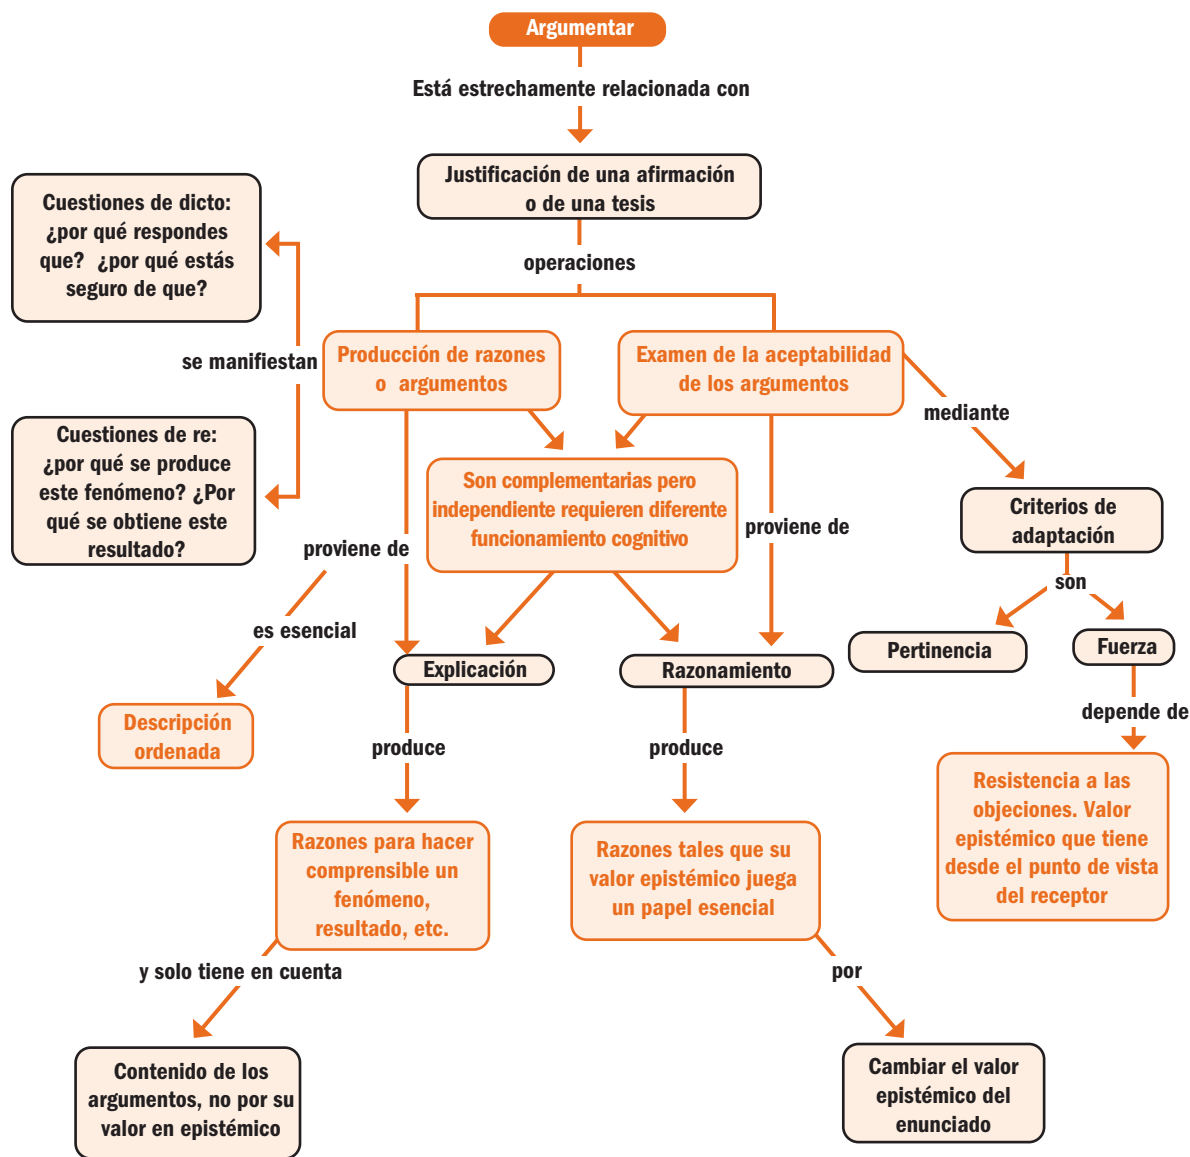 Argumentar
Está estrechamente relacionada con
Justificación de una afirmación
o de una tesis
operaciones
Cuestiones de dicto:
¿por qué respondes
que? ¿por qué estás
seguro de que?
se manifiestan
Cuestiones de re:
¿por qué se produce
este fenómeno? ¿Por
qué se obtiene este
resultado?
Producción de razones
o argumentos
Examen de la aceptabilidad
de los argumentos
mediante
Son complementarias pero
independiente requieren diferente
funcionamiento cognitivo
proviene de
proviene de
Criterios de
adaptación
son
es esencial
Pertinencia
Fuerza
Explicación
Razonamiento
depende de
Descripción
ordenada
produce
produce
Resistencia a las
objeciones. Valor
epistémico que tiene
desde el punto de vista
del receptor
Razones para hacer
comprensible un
fenómeno,
resultado, etc.
Razones tales que su
valor epistémico juega
un papel esencial
y solo tiene en cuenta
por
Contenido de los
argumentos, no por su
valor en epistémico
Cambiar el valor
epistémico del
enunciado